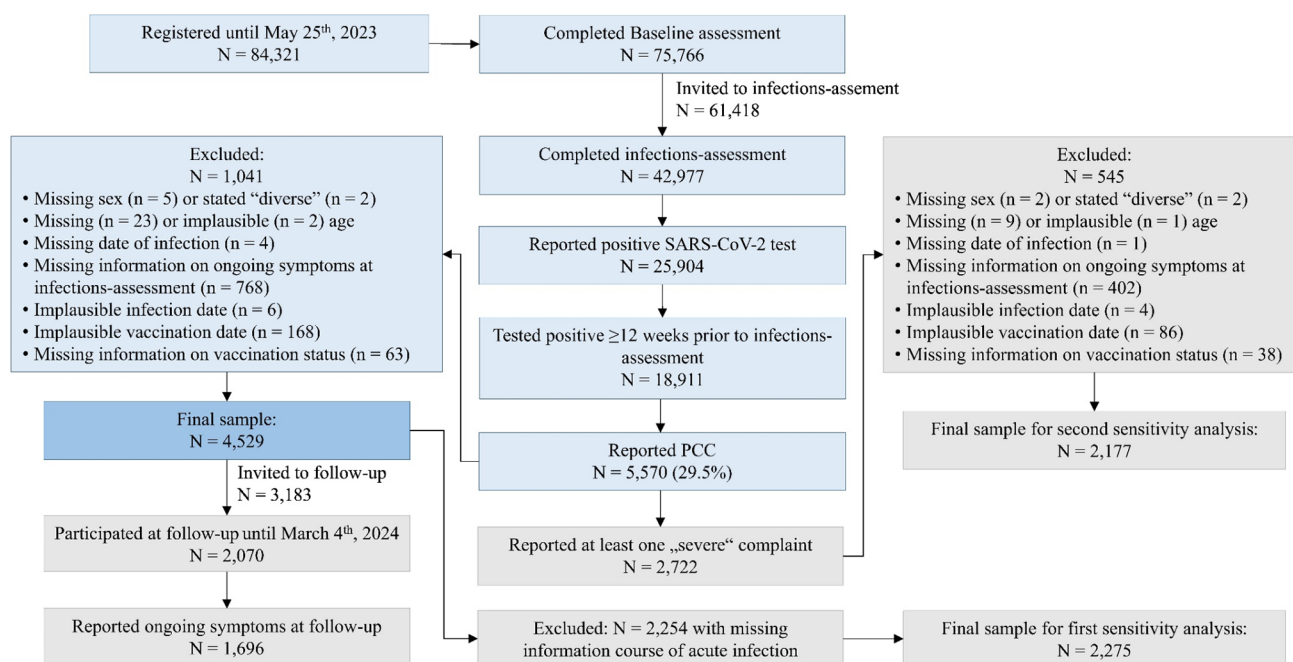 Registered until May 25th, 2023
N = 84,321
Completed Baseline assessment
N = 75,766
Invited to infections-assement
N = 61,418
Excluded:
N = 1,041
• Missing sex (n = 5) or stated “diverse” (n = 2)
• Missing (n = 23) or implausible (n = 2) age
• Missing date of infection (n = 4)
• Missing information on ongoing symptoms at
infections-assessment (n = 768)
• Implausible infection date (n = 6)
• Implausible vaccination date (n = 168)
• Missing information on vaccination status (n = 63)
Completed infections-assessment
N = 42,977
Reported positive SARS-CoV-2 test
N = 25,904
Tested positive ≥12 weeks prior to infections-
assessment
N = 18,911
Reported PCC
N = 5,570 (29.5%)
Excluded:
N = 545
• Missing sex (n = 2) or stated “diverse” (n = 2)
• Missing (n = 9) or implausible (n = 1) age
• Missing date of infection (n = 1)
• Missing information on ongoing symptoms at
infections-assessment (n = 402)
• Implausible infection date (n = 4)
• Implausible vaccination date (n = 86)
• Missing information on vaccination status (n = 38)
Final sample:
N = 4,529
Final sample for second sensitivity analysis:
N = 2,177
Invited to follow-up
N = 3,183
Participated at follow-up until March 4th, 2024
N = 2,070
Reported at least one „severe“ complaint
N = 2,722
Reported ongoing symptoms at follow-up
N = 1,696
Excluded: N = 2,254 with missing
information course of acute infection
Final sample for first sensitivity analysis:
N = 2,275